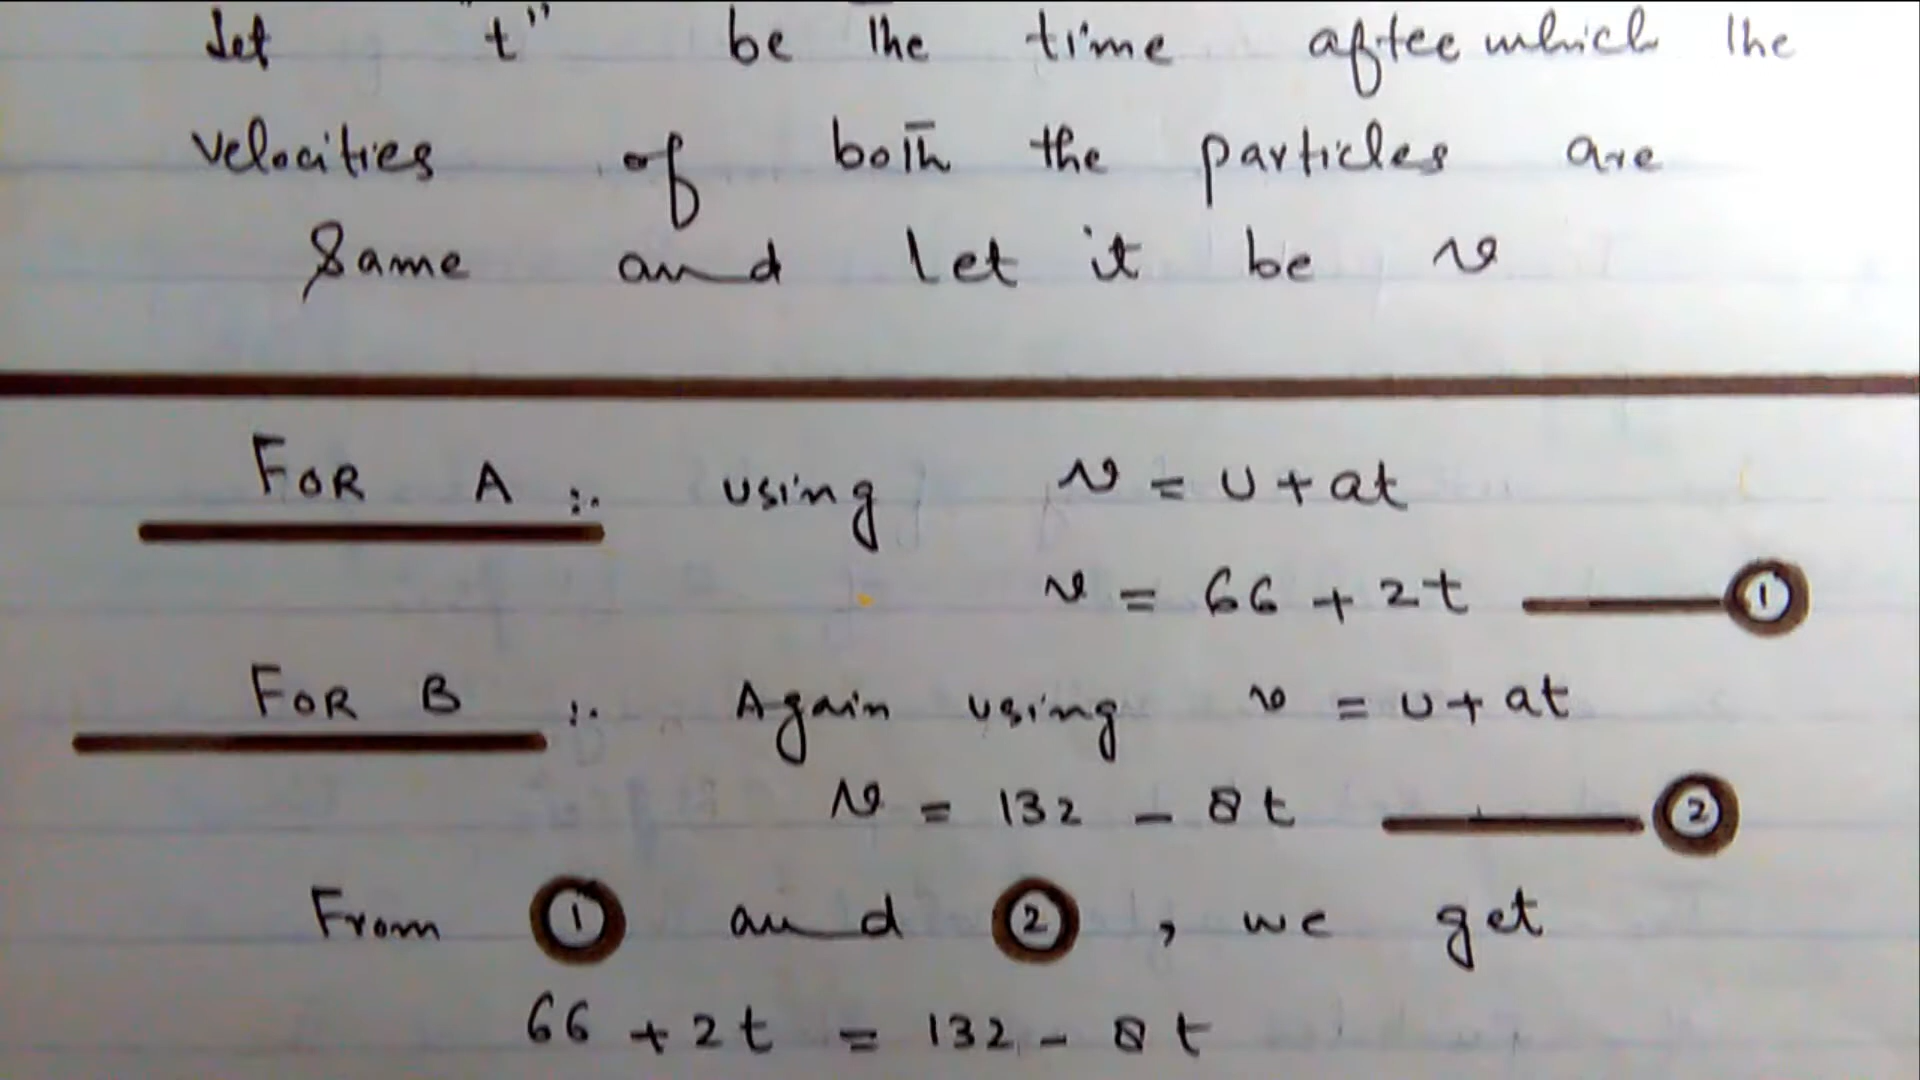 Let "t" be the time after which the
velocities of both the particles are
Same and let it be v
FOR A :- using v = u + at
v = 66 + 2t — 1
FOR B :- Again using v = u + at
v = 132 - 8t — 2
From 1 and 2 , we get
66 + 2t = 132 - 8t